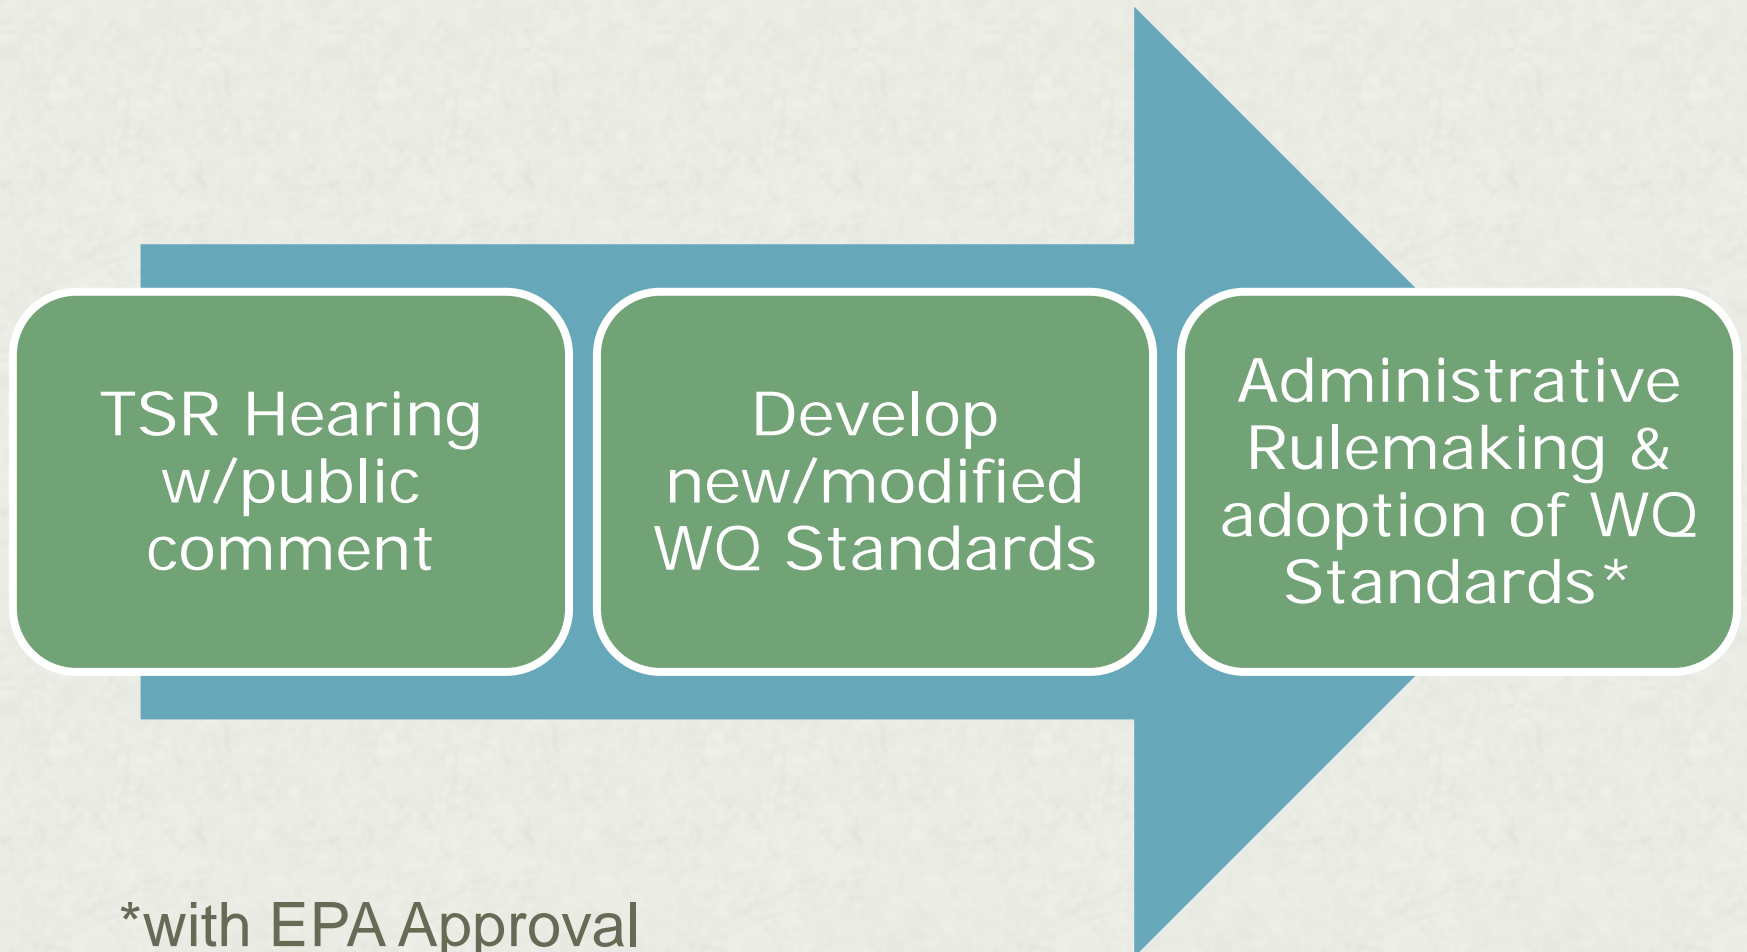 TSR Hearing
w/public
comment
Develop
new/modified
WQ Standards
Administrative
Rulemaking &
adoption of WQ
Standards*
*with EPA Approval